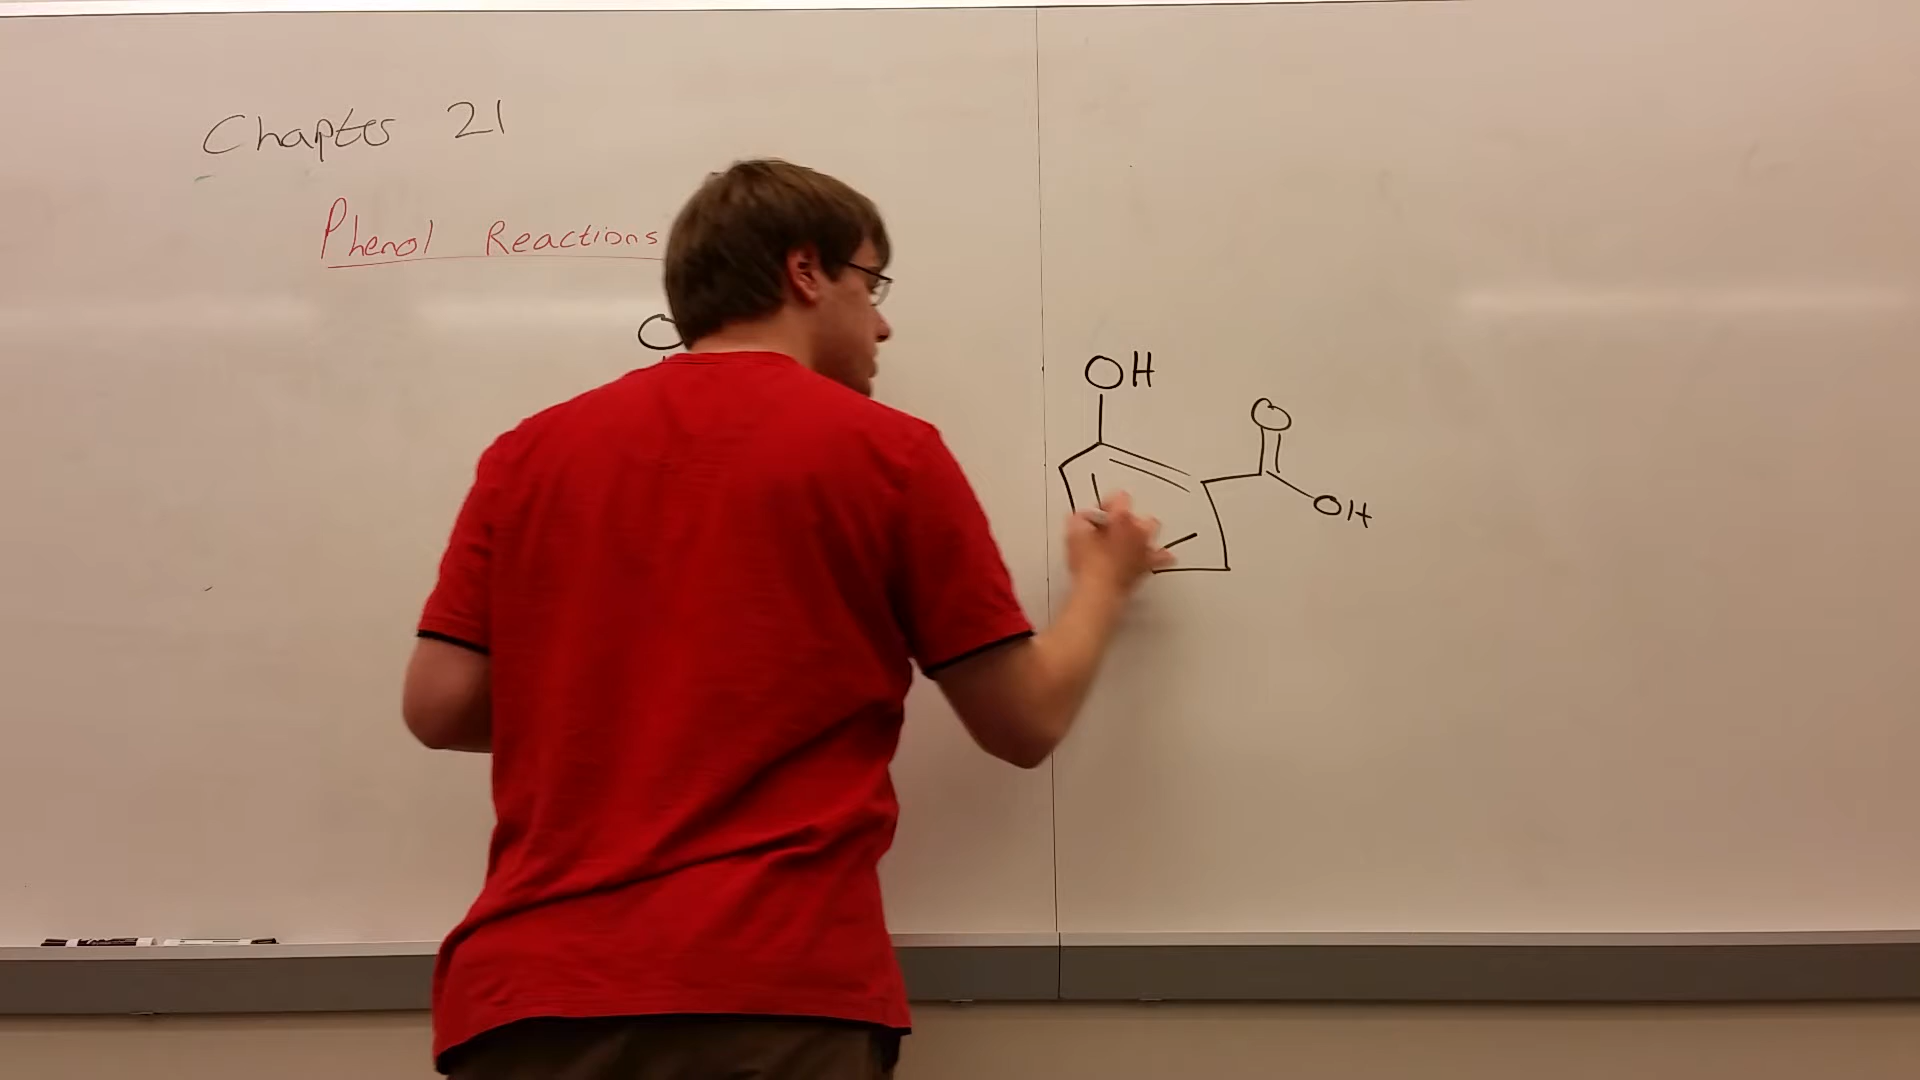 Chapter 21
Phenol Reactions
O
OH
O
OH